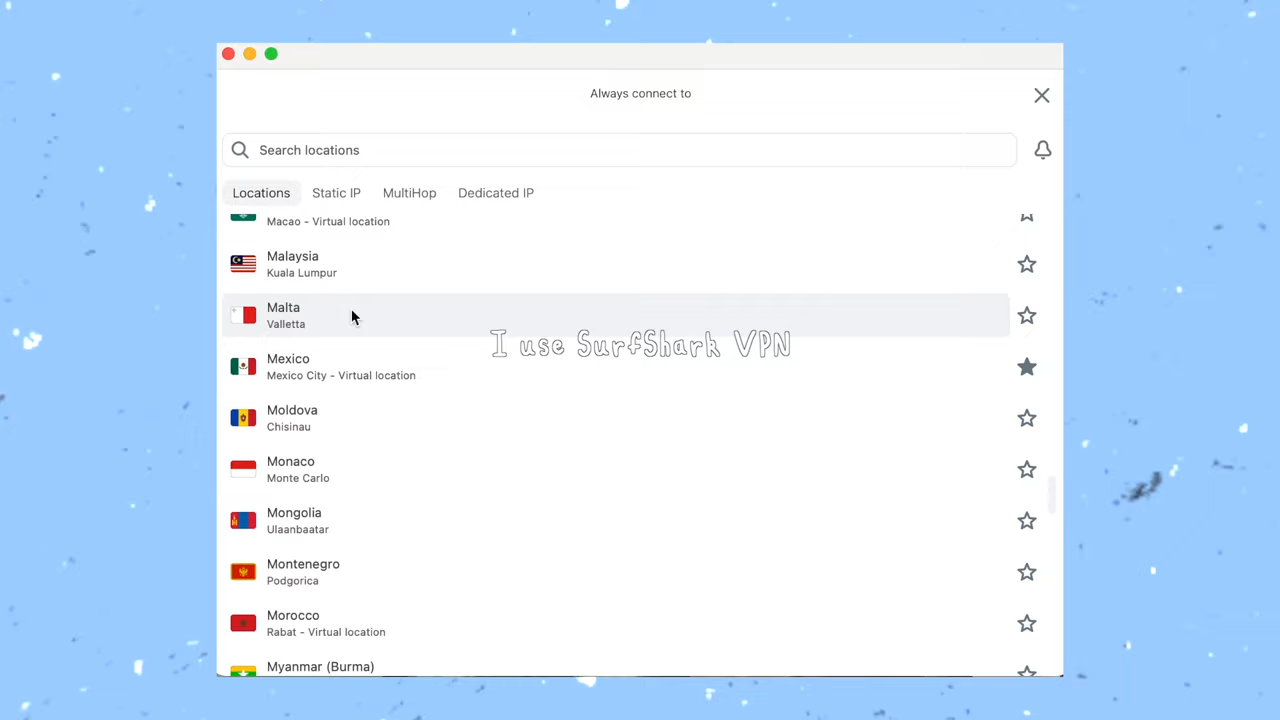 Always connect to
Search locations
Locations Static IP MultiHop Dedicated IP
Macao - Virtual location
Malaysia
Kuala Lumpur
Malta
Valletta
I use SurfShark VPN
Mexico
Mexico City - Virtual location
Moldova
Chisinau
Monaco
Monte Carlo
Mongolia
Ulaanbaatar
Montenegro
Podgorica
Morocco
Rabat - Virtual location
Myanmar (Burma)